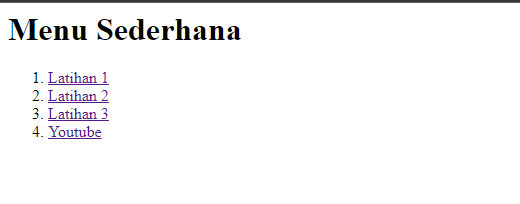 Menu Sederhana
1. Latihan 1
2. Latihan 2
3. Latihan 3
4. Youtube